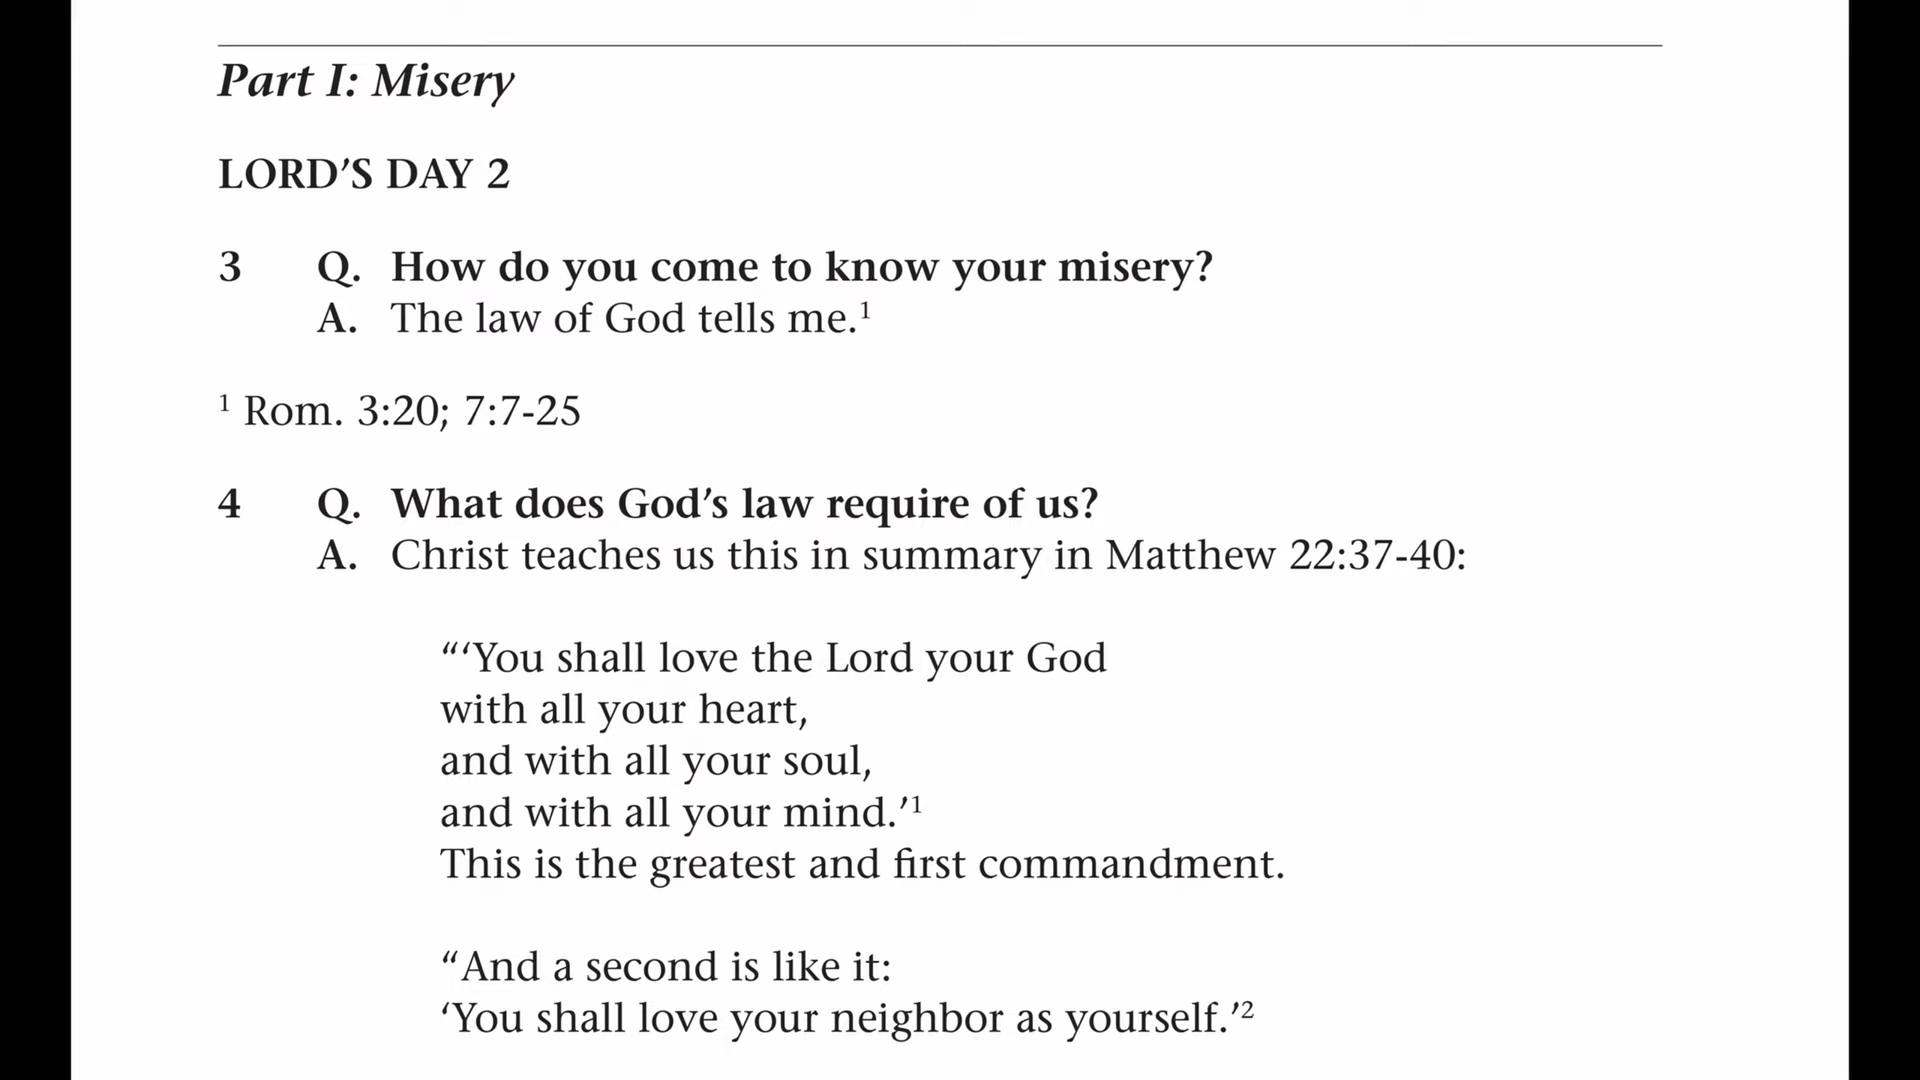 Part I: Misery
LORD’S DAY 2
3 Q. How do you come to know your misery?
A. The law of God tells me.¹
¹ Rom. 3:20; 7:7-25
4 Q. What does God’s law require of us?
A. Christ teaches us this in summary in Matthew 22:37-40:
“‘You shall love the Lord your God
with all your heart,
and with all your soul,
and with all your mind.’¹
This is the greatest and first commandment.
“And a second is like it:
‘You shall love your neighbor as yourself.’²